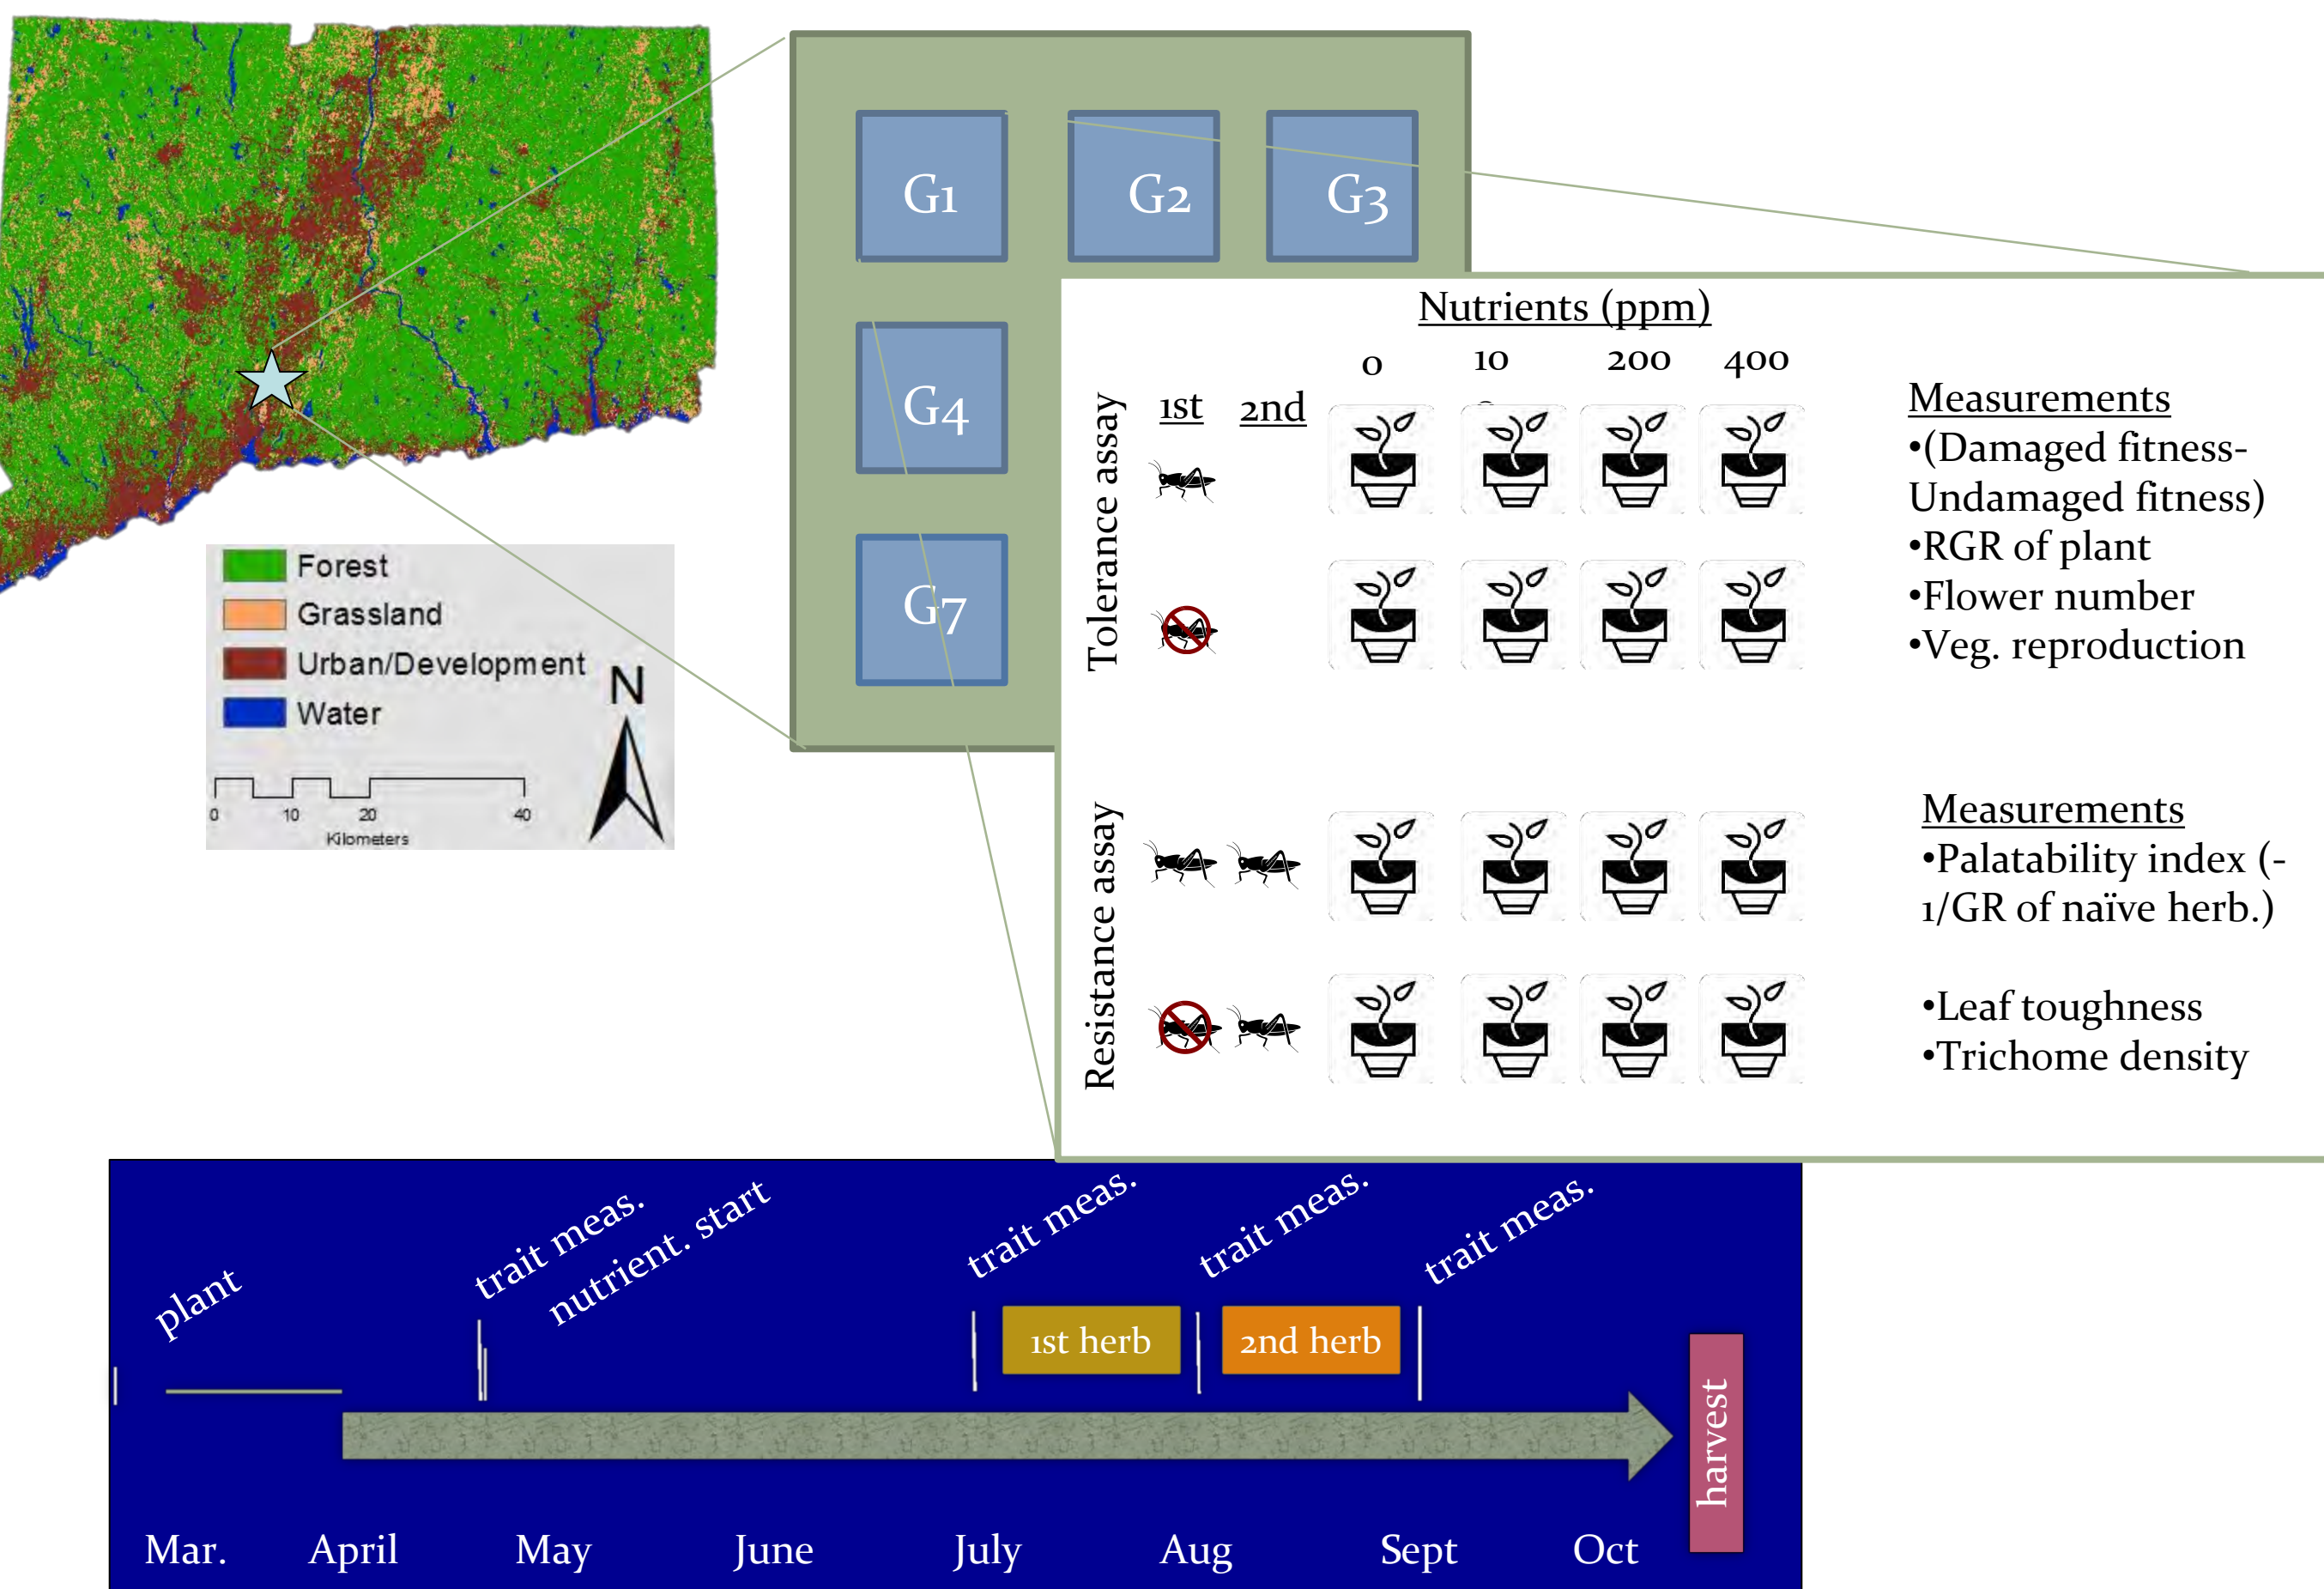 G1 G2 G3
G4
G7
Forest
Grassland
Urban/Development
Water
N
0 10 20 40
Kilometers
Nutrients (ppm)
0 10 200 400
1st 2nd
Tolerance assay
Measurements
•(Damaged fitness-
Undamaged fitness)
•RGR of plant
•Flower number
•Veg. reproduction
Resistance assay
Measurements
•Palatability index (-
1/GR of naïve herb.)
•Leaf toughness
•Trichome density
plant
trait meas.
nutrient. start
trait meas.
trait meas.
trait meas.
1st herb
2nd herb
harvest
Mar. April May June July Aug Sept Oct